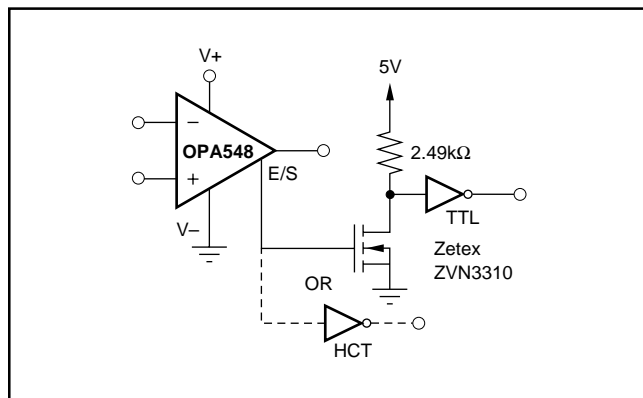 V+
5V
−
OPA548
+
E/S
V–
2.49kΩ
TTL
Zetex
ZVN3310
OR
HCT